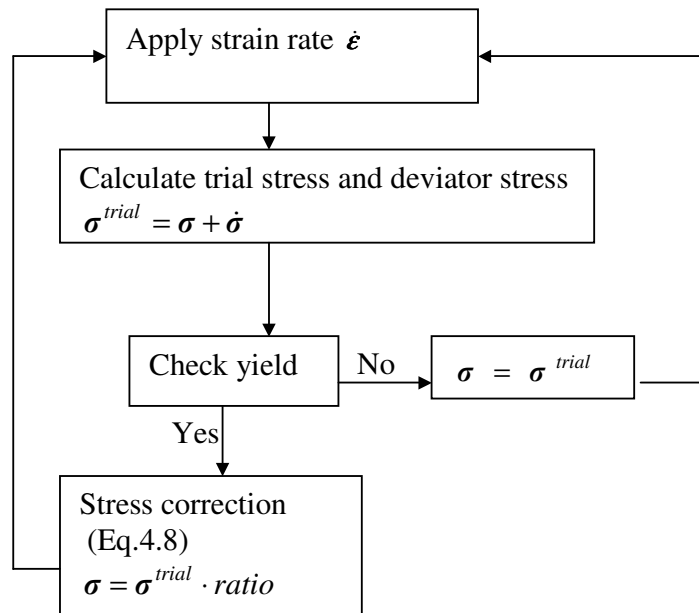 Apply strain rate ε̇
Calculate trial stress and deviator stress
σ^trial = σ + σ̇
Check yield
No
σ = σ^trial
Yes
Stress correction
(Eq.4.8)
σ = σ^trial · ratio